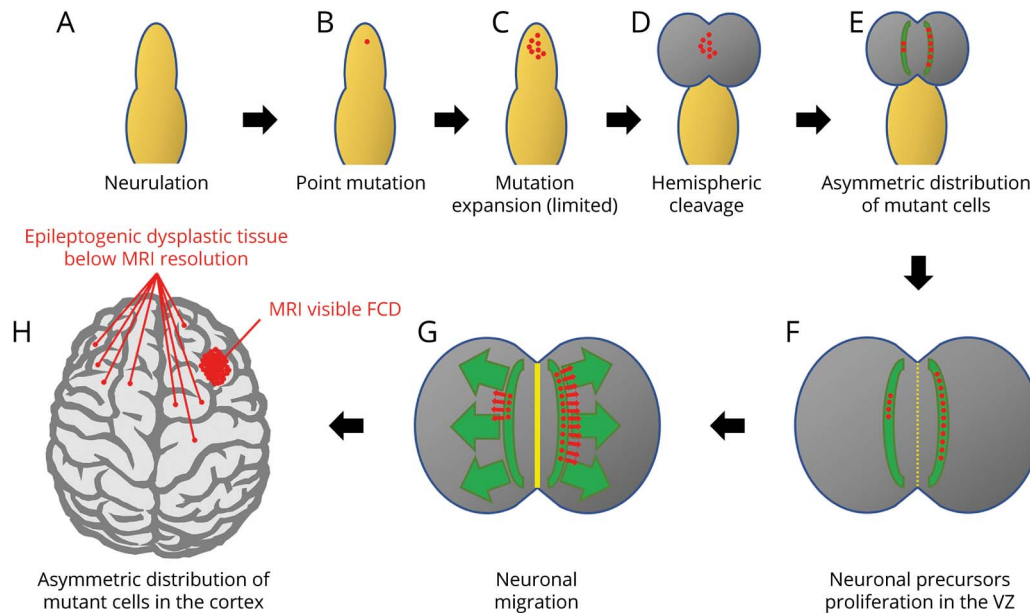 A
B
C
D
E
Neurulation
Point mutation
Mutation
expansion (limited)
Hemispheric
cleavage
Asymmetric distribution
of mutant cells
Epileptogenic dysplastic tissue
below MRI resolution
MRI visible FCD
H
G
F
Asymmetric distribution of
mutant cells in the cortex
Neuronal
migration
Neuronal precursors
proliferation in the VZ